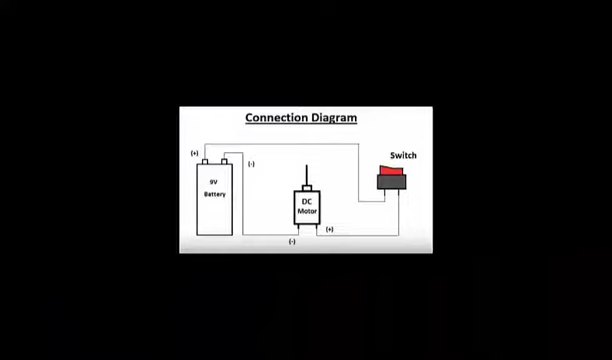 Connection Diagram
(+)
(-)
Switch
9V
Battery
DC
Motor
(+)
(-)